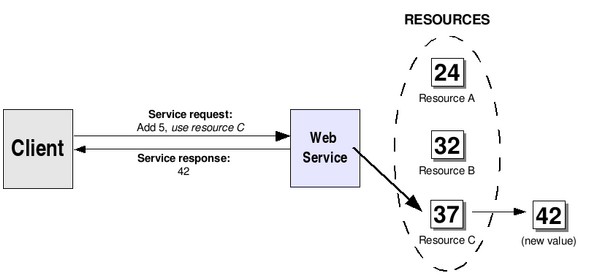 RESOURCES
24
Resource A
Service request:
Add 5, use resource C
Client
Web
Service
32
Resource B
Service response:
42
37
Resource C
42
(new value)